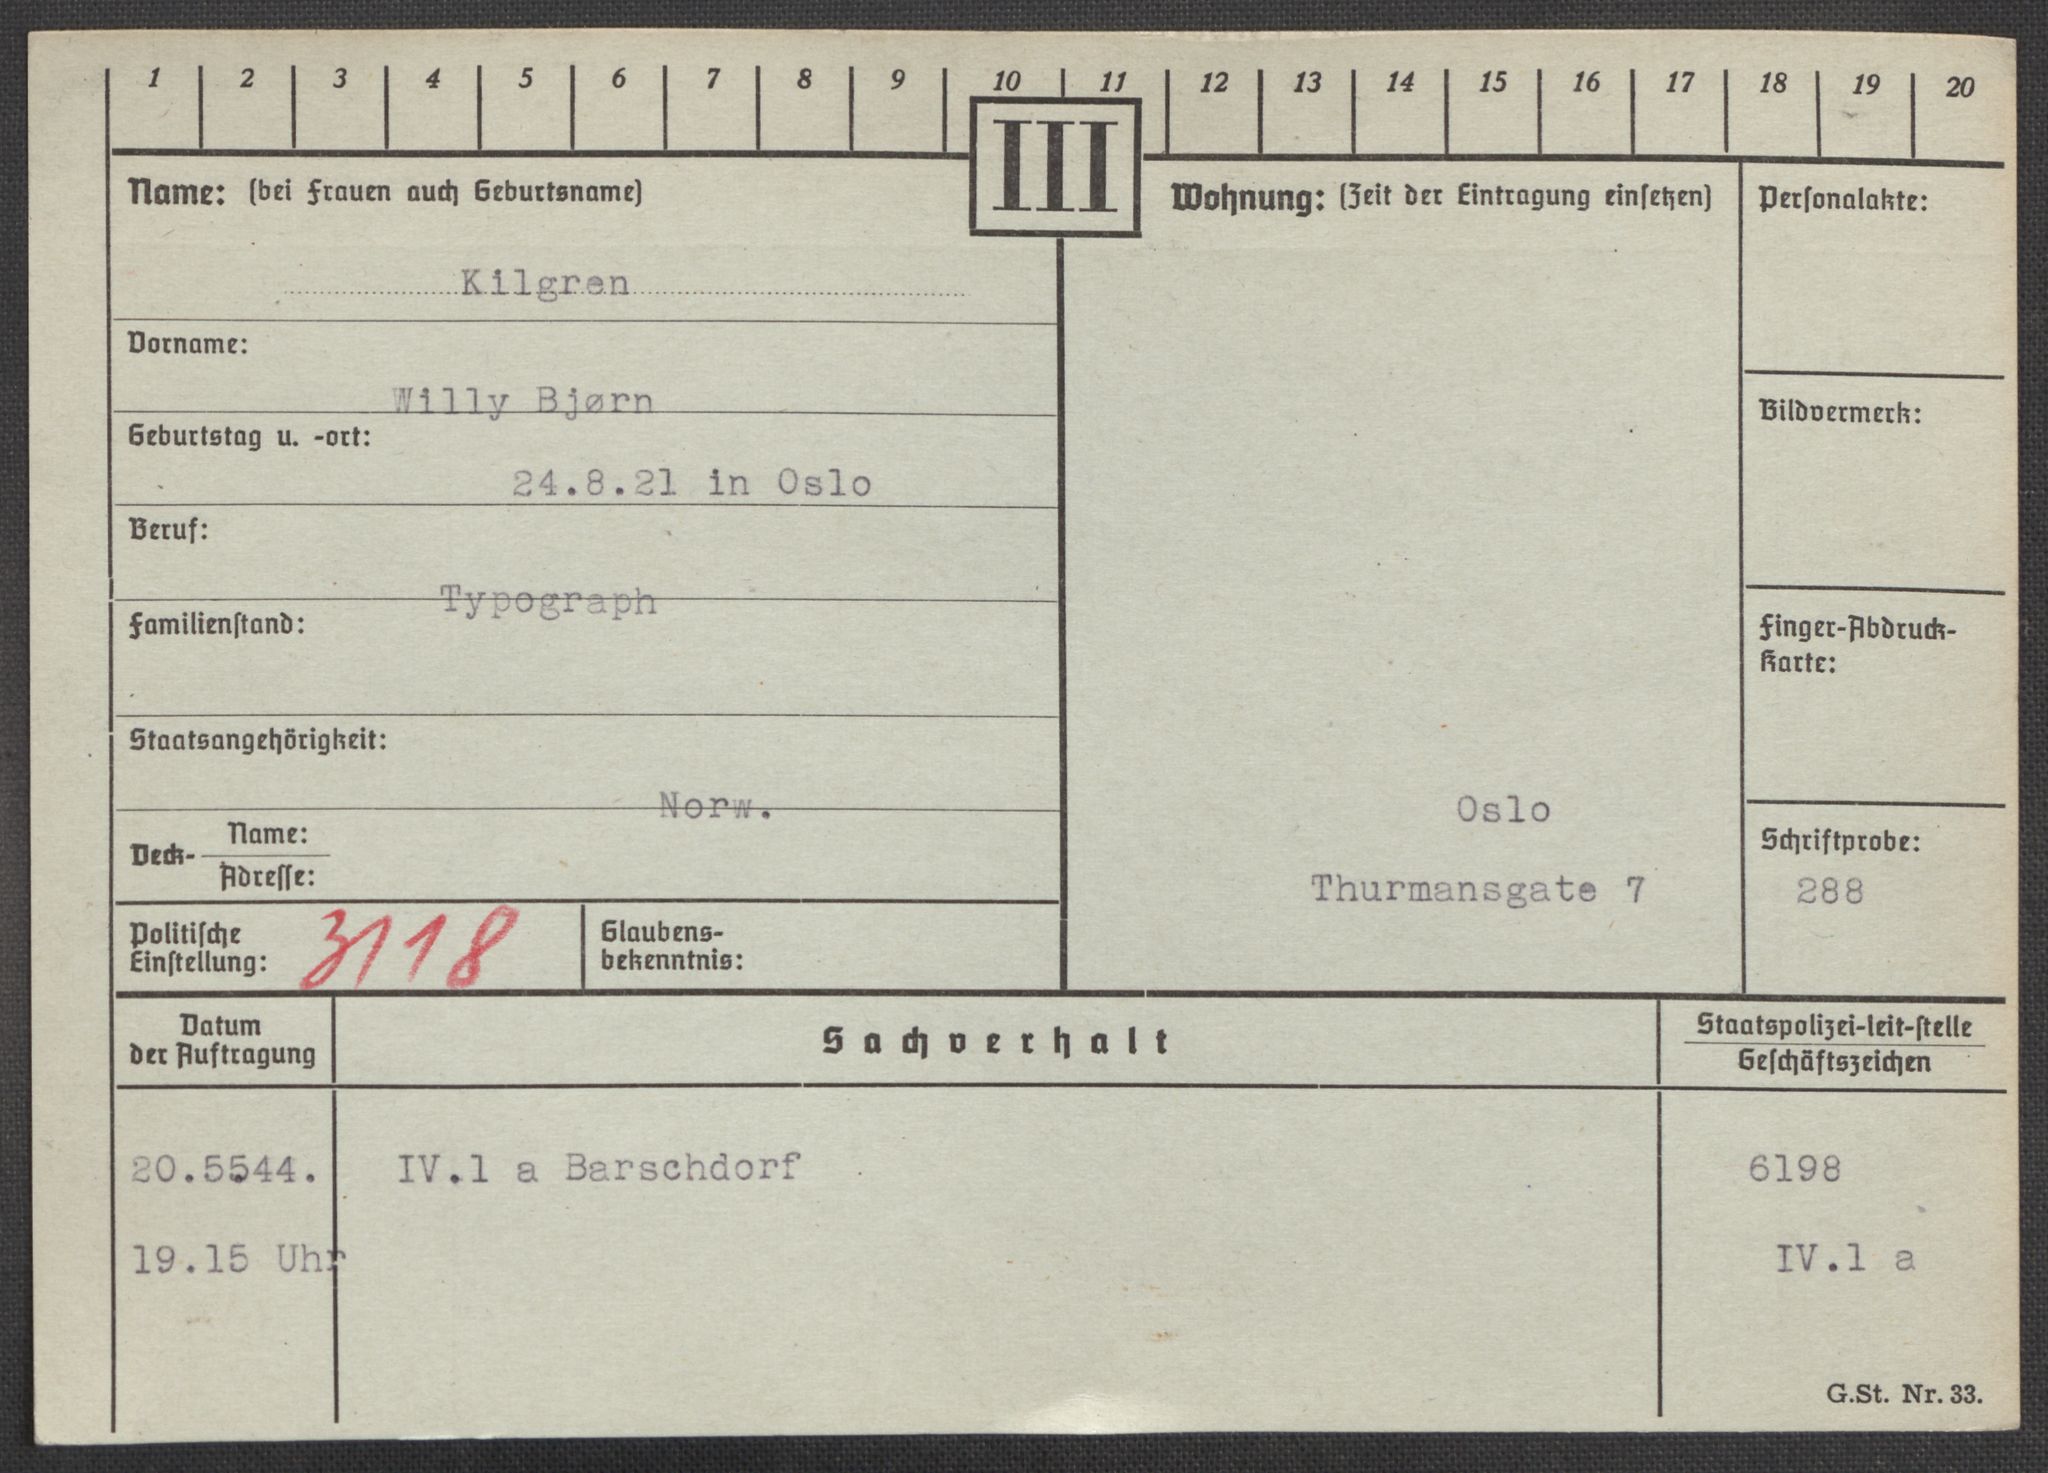 1 2 3 4 5 6 7 8 9 10 11 12 13 14 15 16 17 18 19 20
III
Name: (bei Frauen auch Geburtsname)
Kilgren
Vorname:
Willy Bjørn
Geburtstag u. -ort:
24.8.21 in Oslo
Beruf:
Typograph
Familienstand:
Staatsangehörigkeit:
Norw.
Deck- Name:
Adresse:
Politische
Einstellung: 3118
Glaubens-
bekenntnis:
Wohnung: (Zeit der Eintragung einsetzen)
Oslo
Thurmansgate 7
Personalakte:
Bildvermerk:
Finger-Abdruck-
Karte:
Schriftprobe:
288
Datum
der Auftragung
Sachverhalt
Staatspolizei-leit-stelle
Geschäftszeichen
20.5544. IV.1 a Barschdorf 6198
19.15 Uhr IV.1 a
G.St. Nr. 33.